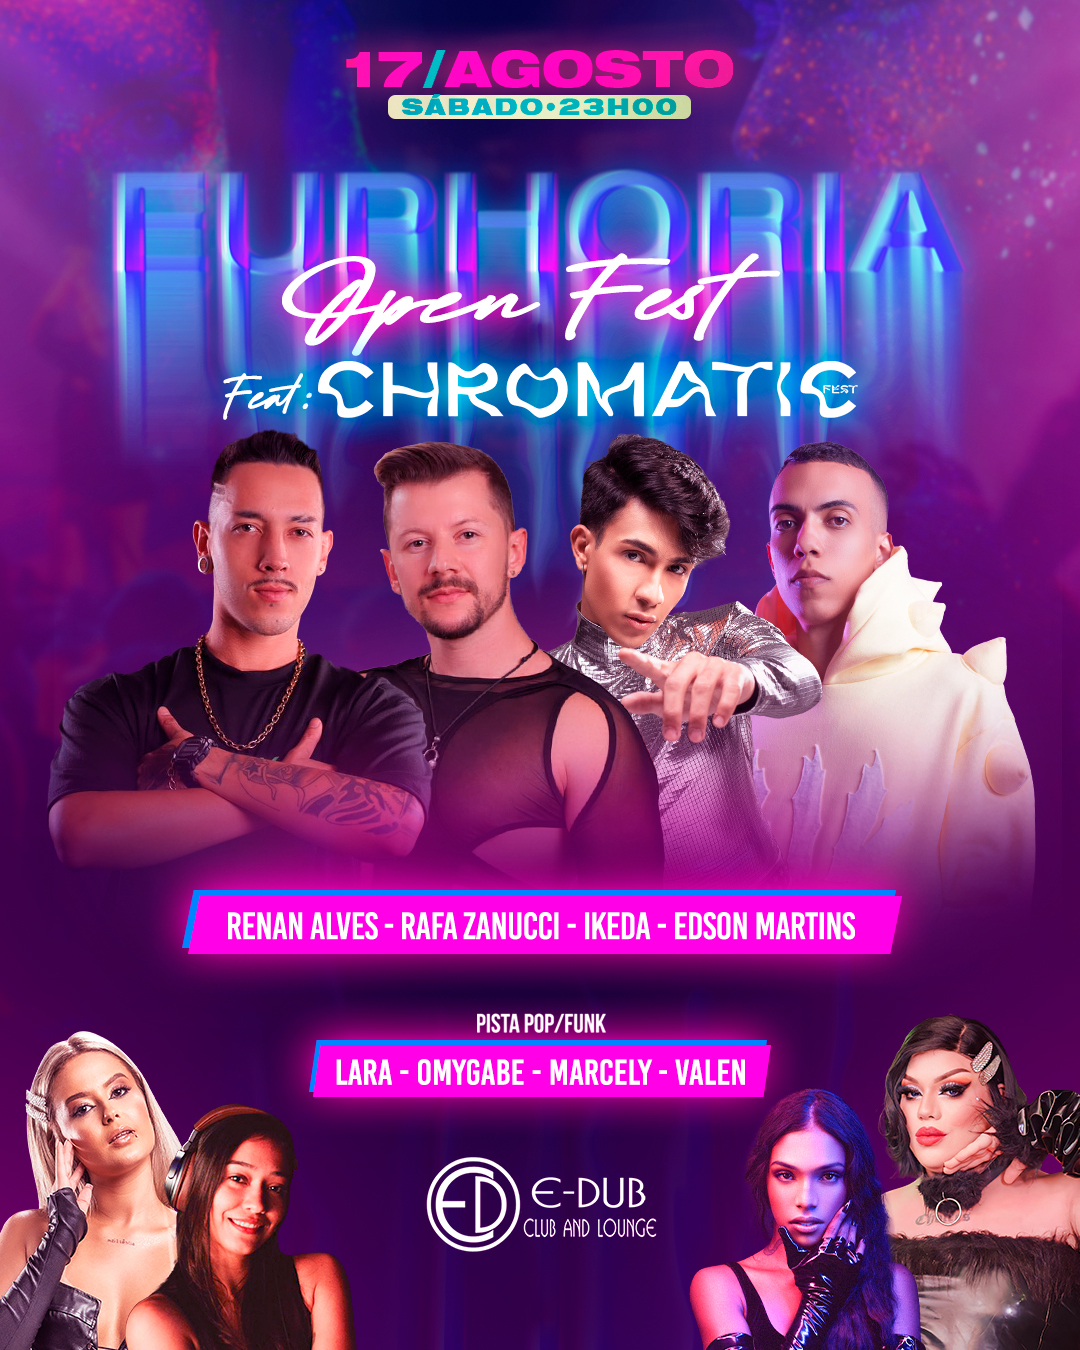 17/AGOSTO
SÁBADO•23H00
EUPHORIA
Open Fest
Feat: CHROMATIC
FEST
RENAN ALVES - RAFA ZANUCCI - IKEDA - EDSON MARTINS
PISTA POP/FUNK
LARA - OMYGABE - MARCELY - VALEN
ED E-DUB
CLUB AND LOUNGE